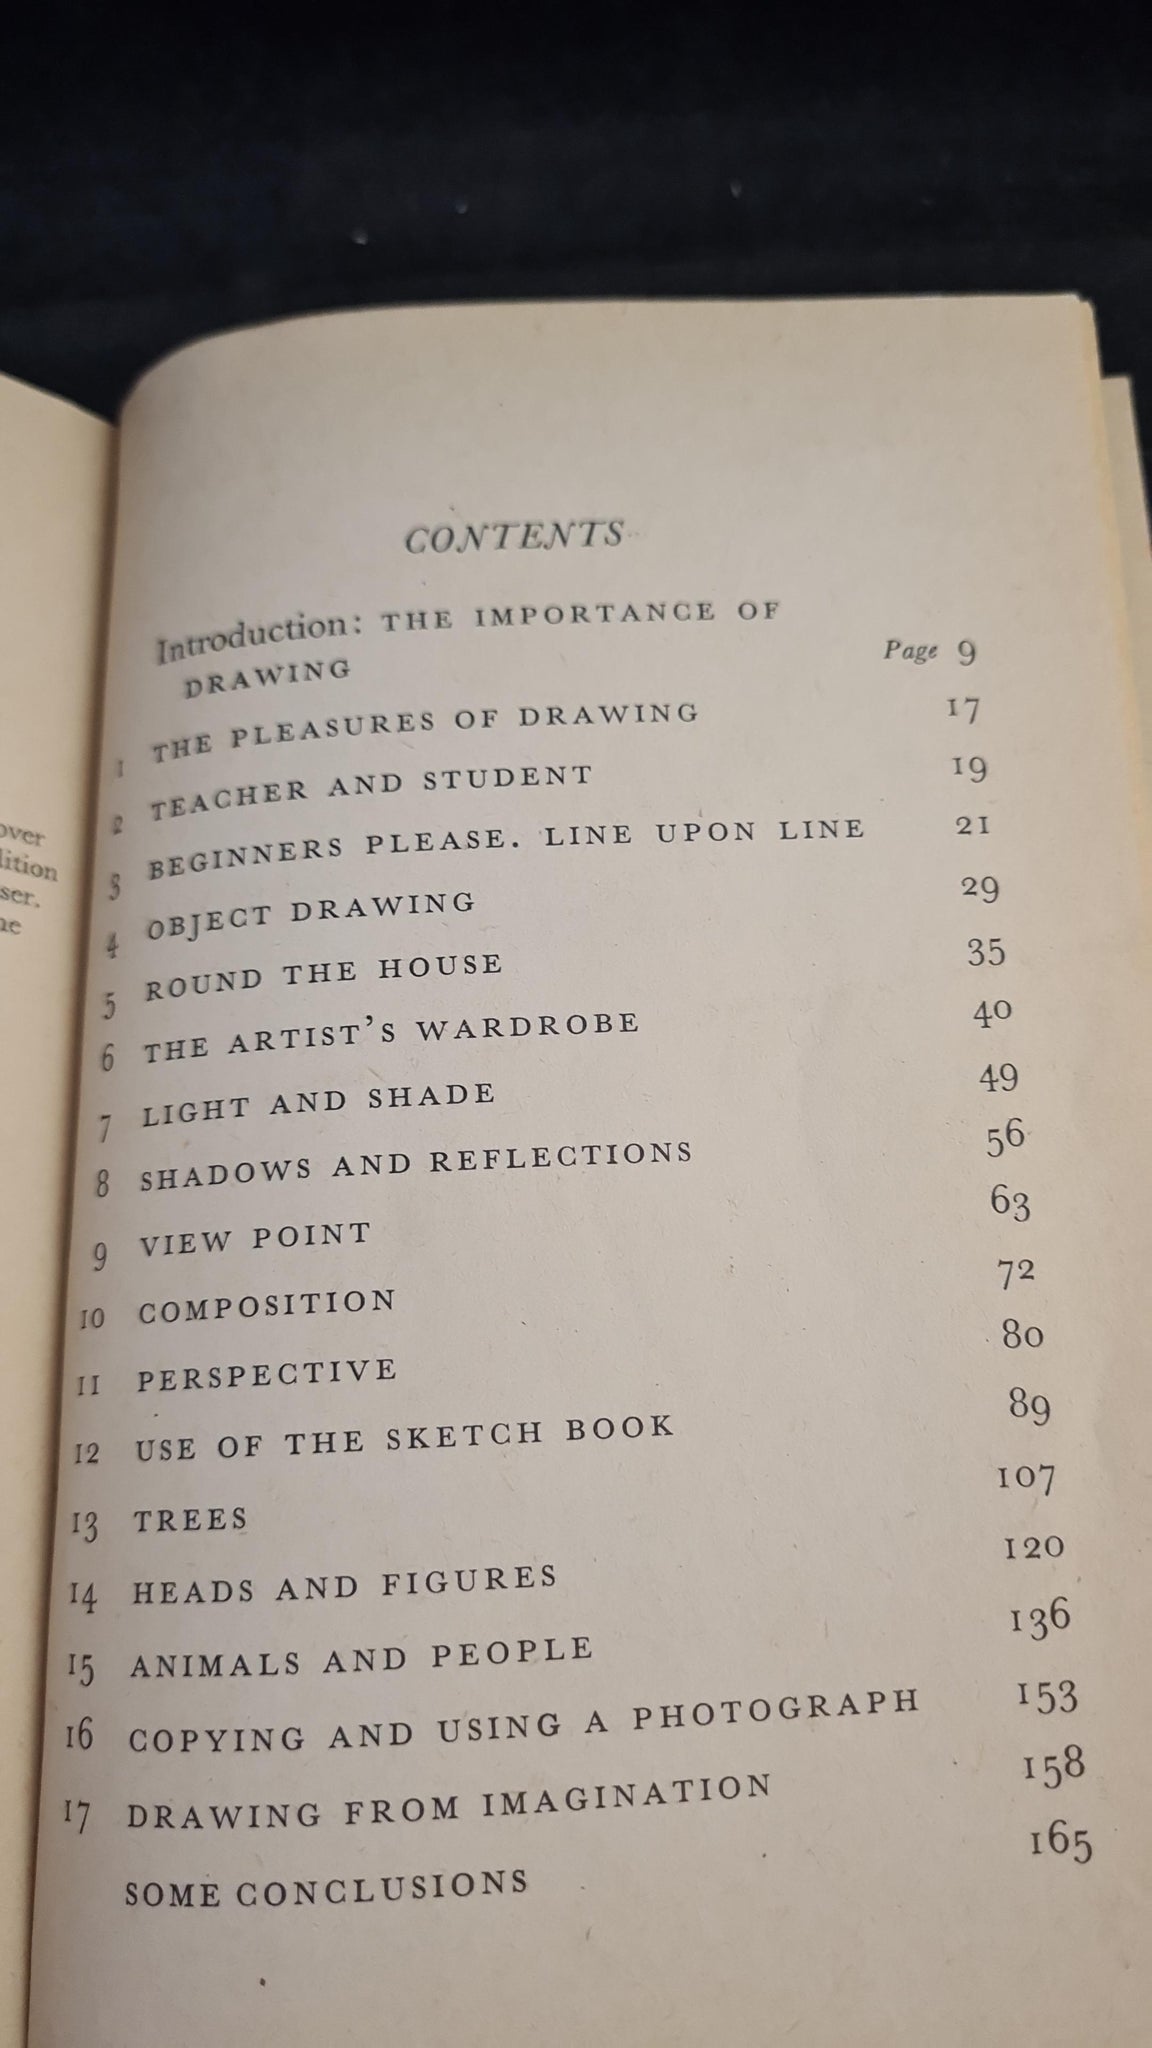 over
lition
ser.
ne
CONTENTS
Introduction: THE IMPORTANCE OF
DRAWING Page 9
1 THE PLEASURES OF DRAWING 17
2 TEACHER AND STUDENT 19
3 BEGINNERS PLEASE. LINE UPON LINE 21
4 OBJECT DRAWING 29
5 ROUND THE HOUSE 35
6 THE ARTIST'S WARDROBE 40
7 LIGHT AND SHADE 49
8 SHADOWS AND REFLECTIONS 56
9 VIEW POINT 63
10 COMPOSITION 72
11 PERSPECTIVE 80
12 USE OF THE SKETCH BOOK 89
13 TREES 107
14 HEADS AND FIGURES 120
15 ANIMALS AND PEOPLE 136
16 COPYING AND USING A PHOTOGRAPH 153
17 DRAWING FROM IMAGINATION 158
SOME CONCLUSIONS 165